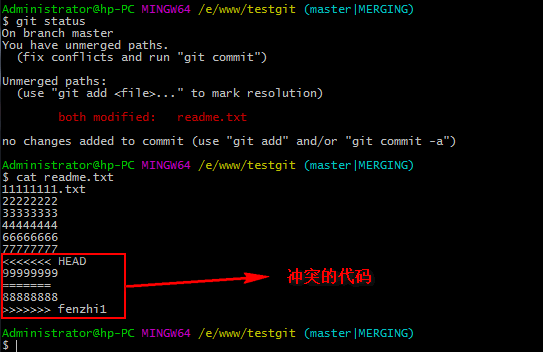 Administrator@hp-PC MINGW64 /e/www/testgit (master|MERGING)
$ git status
On branch master
You have unmerged paths.
  (fix conflicts and run "git commit")

Unmerged paths:
  (use "git add <file>..." to mark resolution)

        both modified:   readme.txt

no changes added to commit (use "git add" and/or "git commit -a")

Administrator@hp-PC MINGW64 /e/www/testgit (master|MERGING)
$ cat readme.txt
11111111.txt
22222222
33333333
44444444
66666666
77777777
<<<<<<< HEAD
99999999
=======
88888888
>>>>>>> fenzhi1
冲突的代码

Administrator@hp-PC MINGW64 /e/www/testgit (master|MERGING)
$